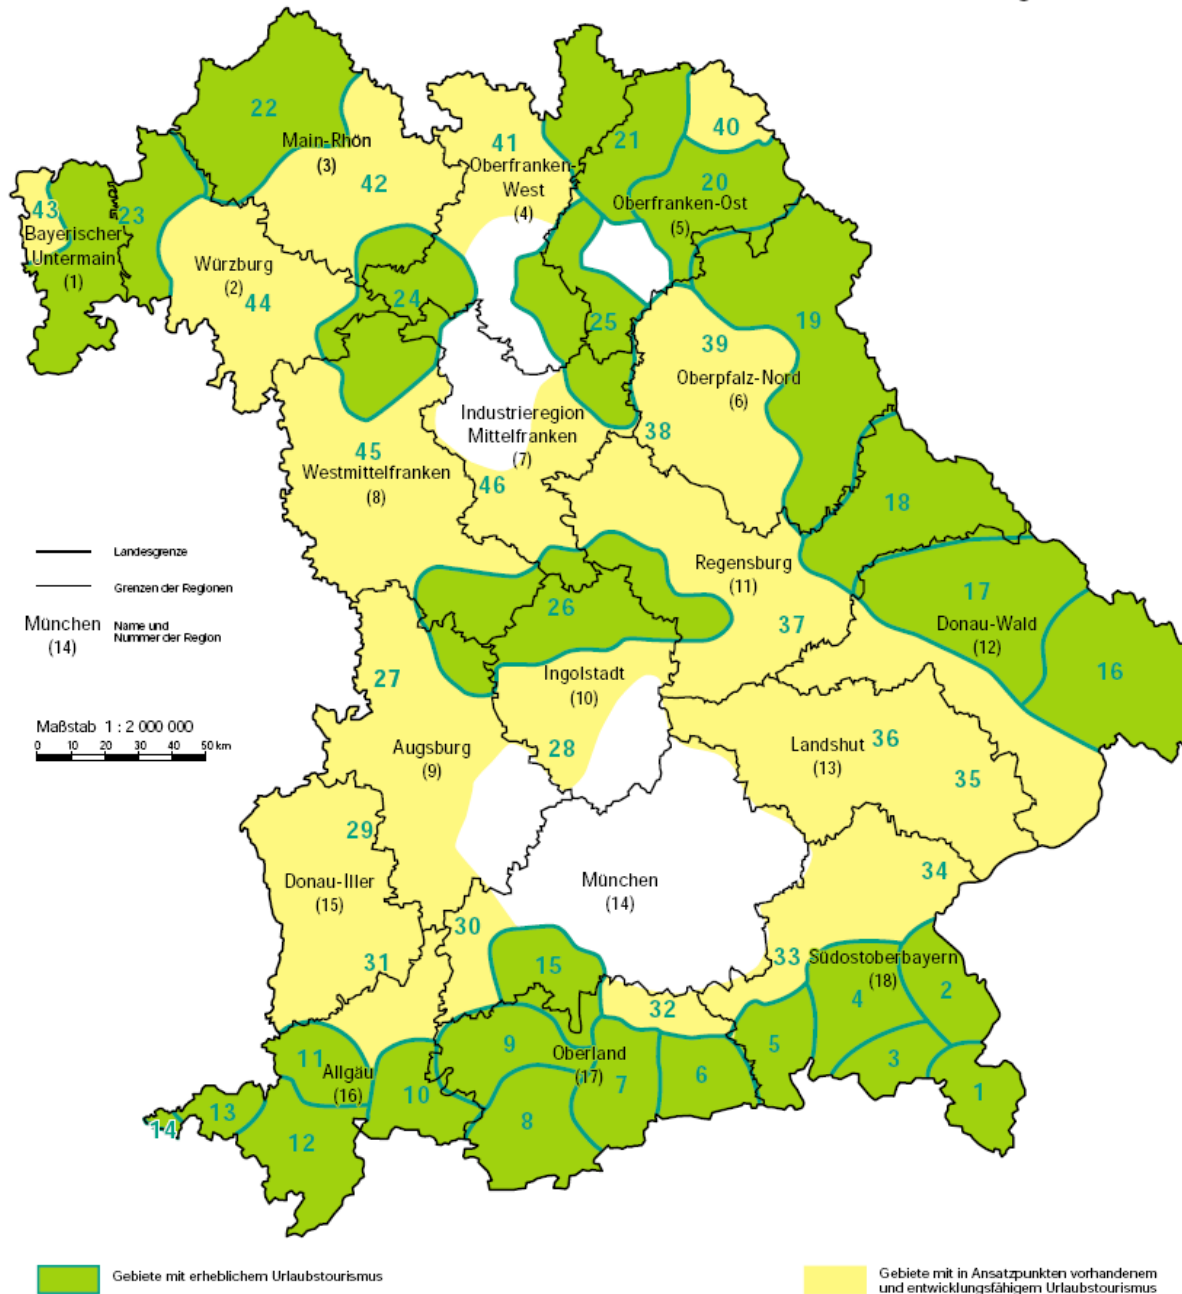 22
Main-Rhön
(3)
42
41
Oberfranken-
West
(4)
21
40
20
Oberfranken-Ost
(5)
43
Bayerischer
Untermain
(1)
23
Würzburg
(2)
44
24
25
19
39
Oberpfalz-Nord
(6)
Industrieregion
Mittelfranken
(7)
38
45
Westmittelfranken
(8)
46
18
Landesgrenze
Grenzen der Regionen
München
(14)
Name und
Nummer der Region
Regensburg
(11)
26
37
17
Donau-Wald
(12)
16
27
Ingolstadt
(10)
28
Maßstab 1 : 2 000 000
0 10 20 30 40 50 km
Augsburg
(9)
Landshut
(13)
36
35
29
Donau-Iller
(15)
München
(14)
34
30
31
15
33
Südostoberbayern
(18)
4
2
32
5
3
1
11
Allgäu
(16)
9
Oberland
(17)
7
6
10
8
13
14
12
Gebiete mit erheblichem Urlaubstourismus
Gebiete mit in Ansatzpunkten vorhandenem
und entwicklungsfähigem Urlaubstourismus